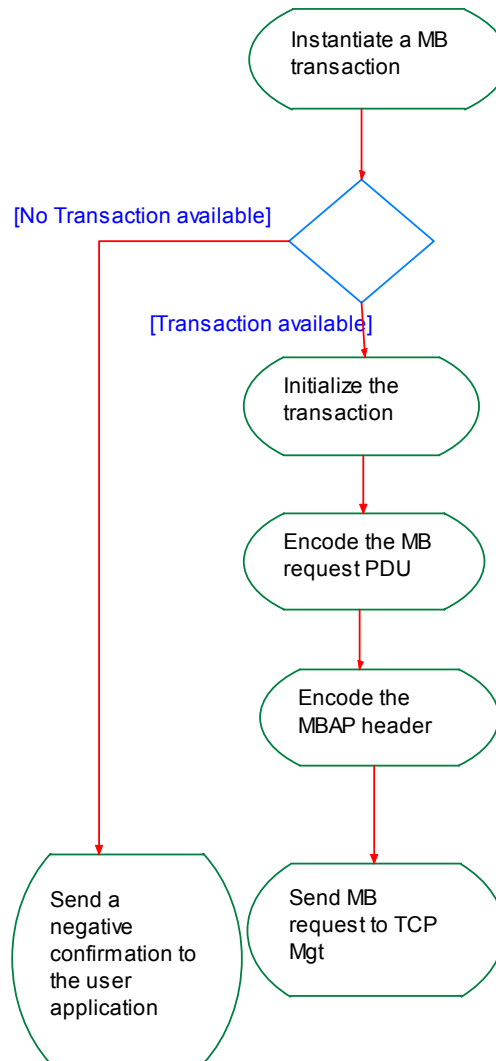 Instantiate a MB
transaction
[No Transaction available]
[Transaction available]
Initialize the
transaction
Encode the MB
request PDU
Encode the
MBAP header
Send a
negative
confirmation to
the user
application
Send MB
request to TCP
Mgt